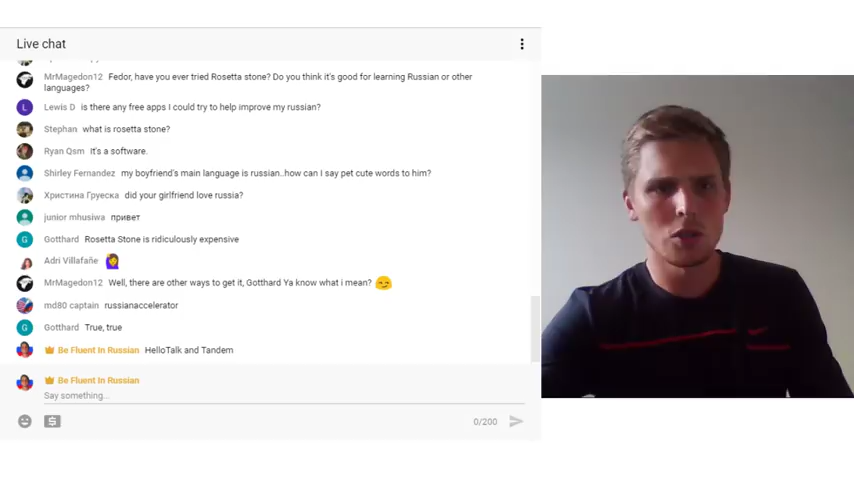 Live chat
MrMagedon12 Fedor, have you ever tried Rosetta stone? Do you think it's good for learning Russian or other
languages?
Lewis D is there any free apps I could try to help improve my russian?
Stephan what is rosetta stone?
Ryan Qsm It's a software.
Shirley Fernandez my boyfriend's main language is russian..how can I say pet cute words to him?
Христина Груеска did your girlfriend love russia?
junior mhusiwa привет
Gotthard Rosetta Stone is ridiculously expensive
Adri Villafañe
MrMagedon12 Well, there are other ways to get it, Gotthard Ya know what i mean?
md80 captain russianaccelerator
Gotthard True, true
Be Fluent In Russian HelloTalk and Tandem
Be Fluent In Russian
Say something...
0/200